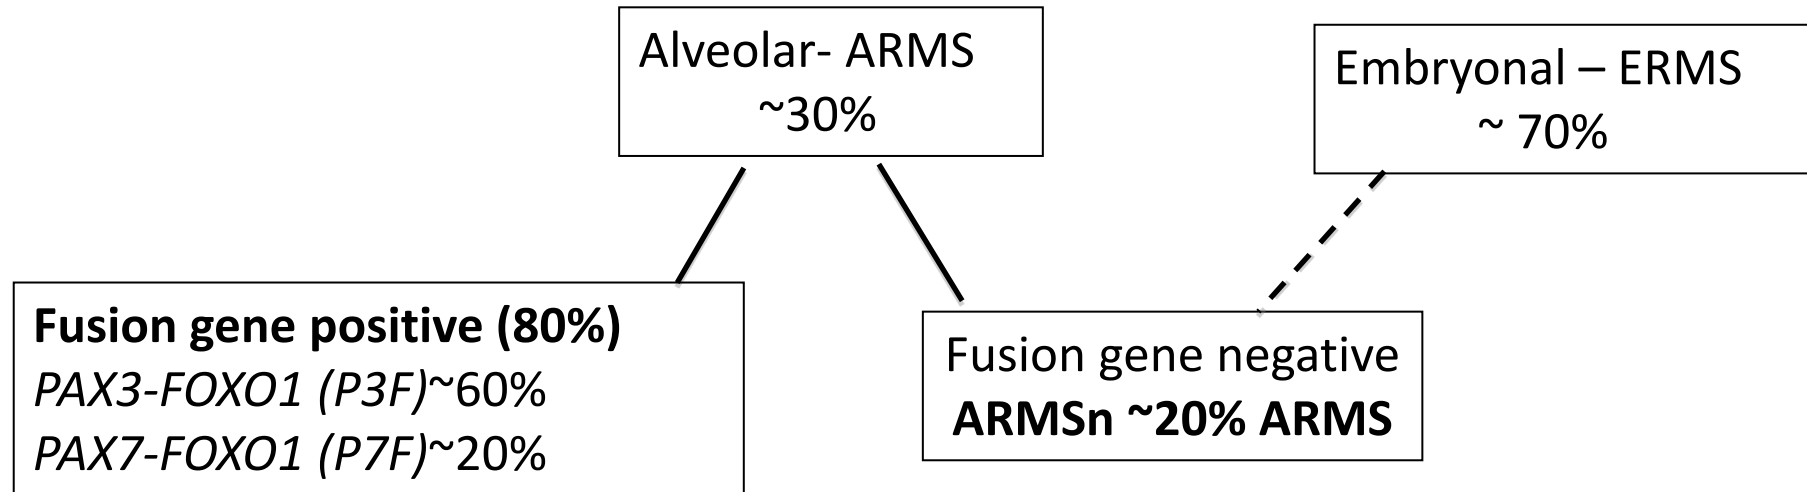 Alveolar- ARMS
~30%
Embryonal – ERMS
~ 70%
Fusion gene positive (80%)
PAX3-FOXO1 (P3F)~60%
PAX7-FOXO1 (P7F)~20%
Fusion gene negative
ARMSn ~20% ARMS